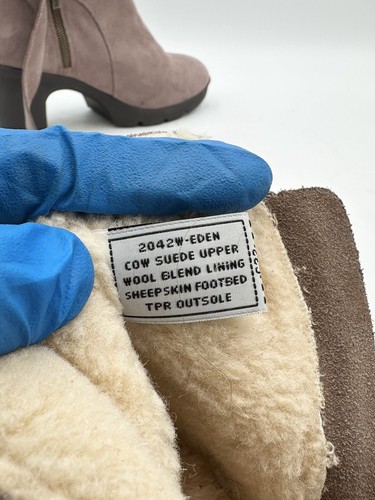 2042W-EDEN
COW SUEDE UPPER
WOOL BLEND LINING
SHEEPSKIN FOOTBED
TPR OUTSOLE